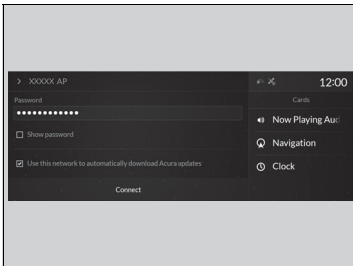 > XXXXX AP
12:00
Password
Cards
••••••••••••
Now Playing Aud
Show password
Navigation
Use this network to automatically download Acura updates
Clock
Connect